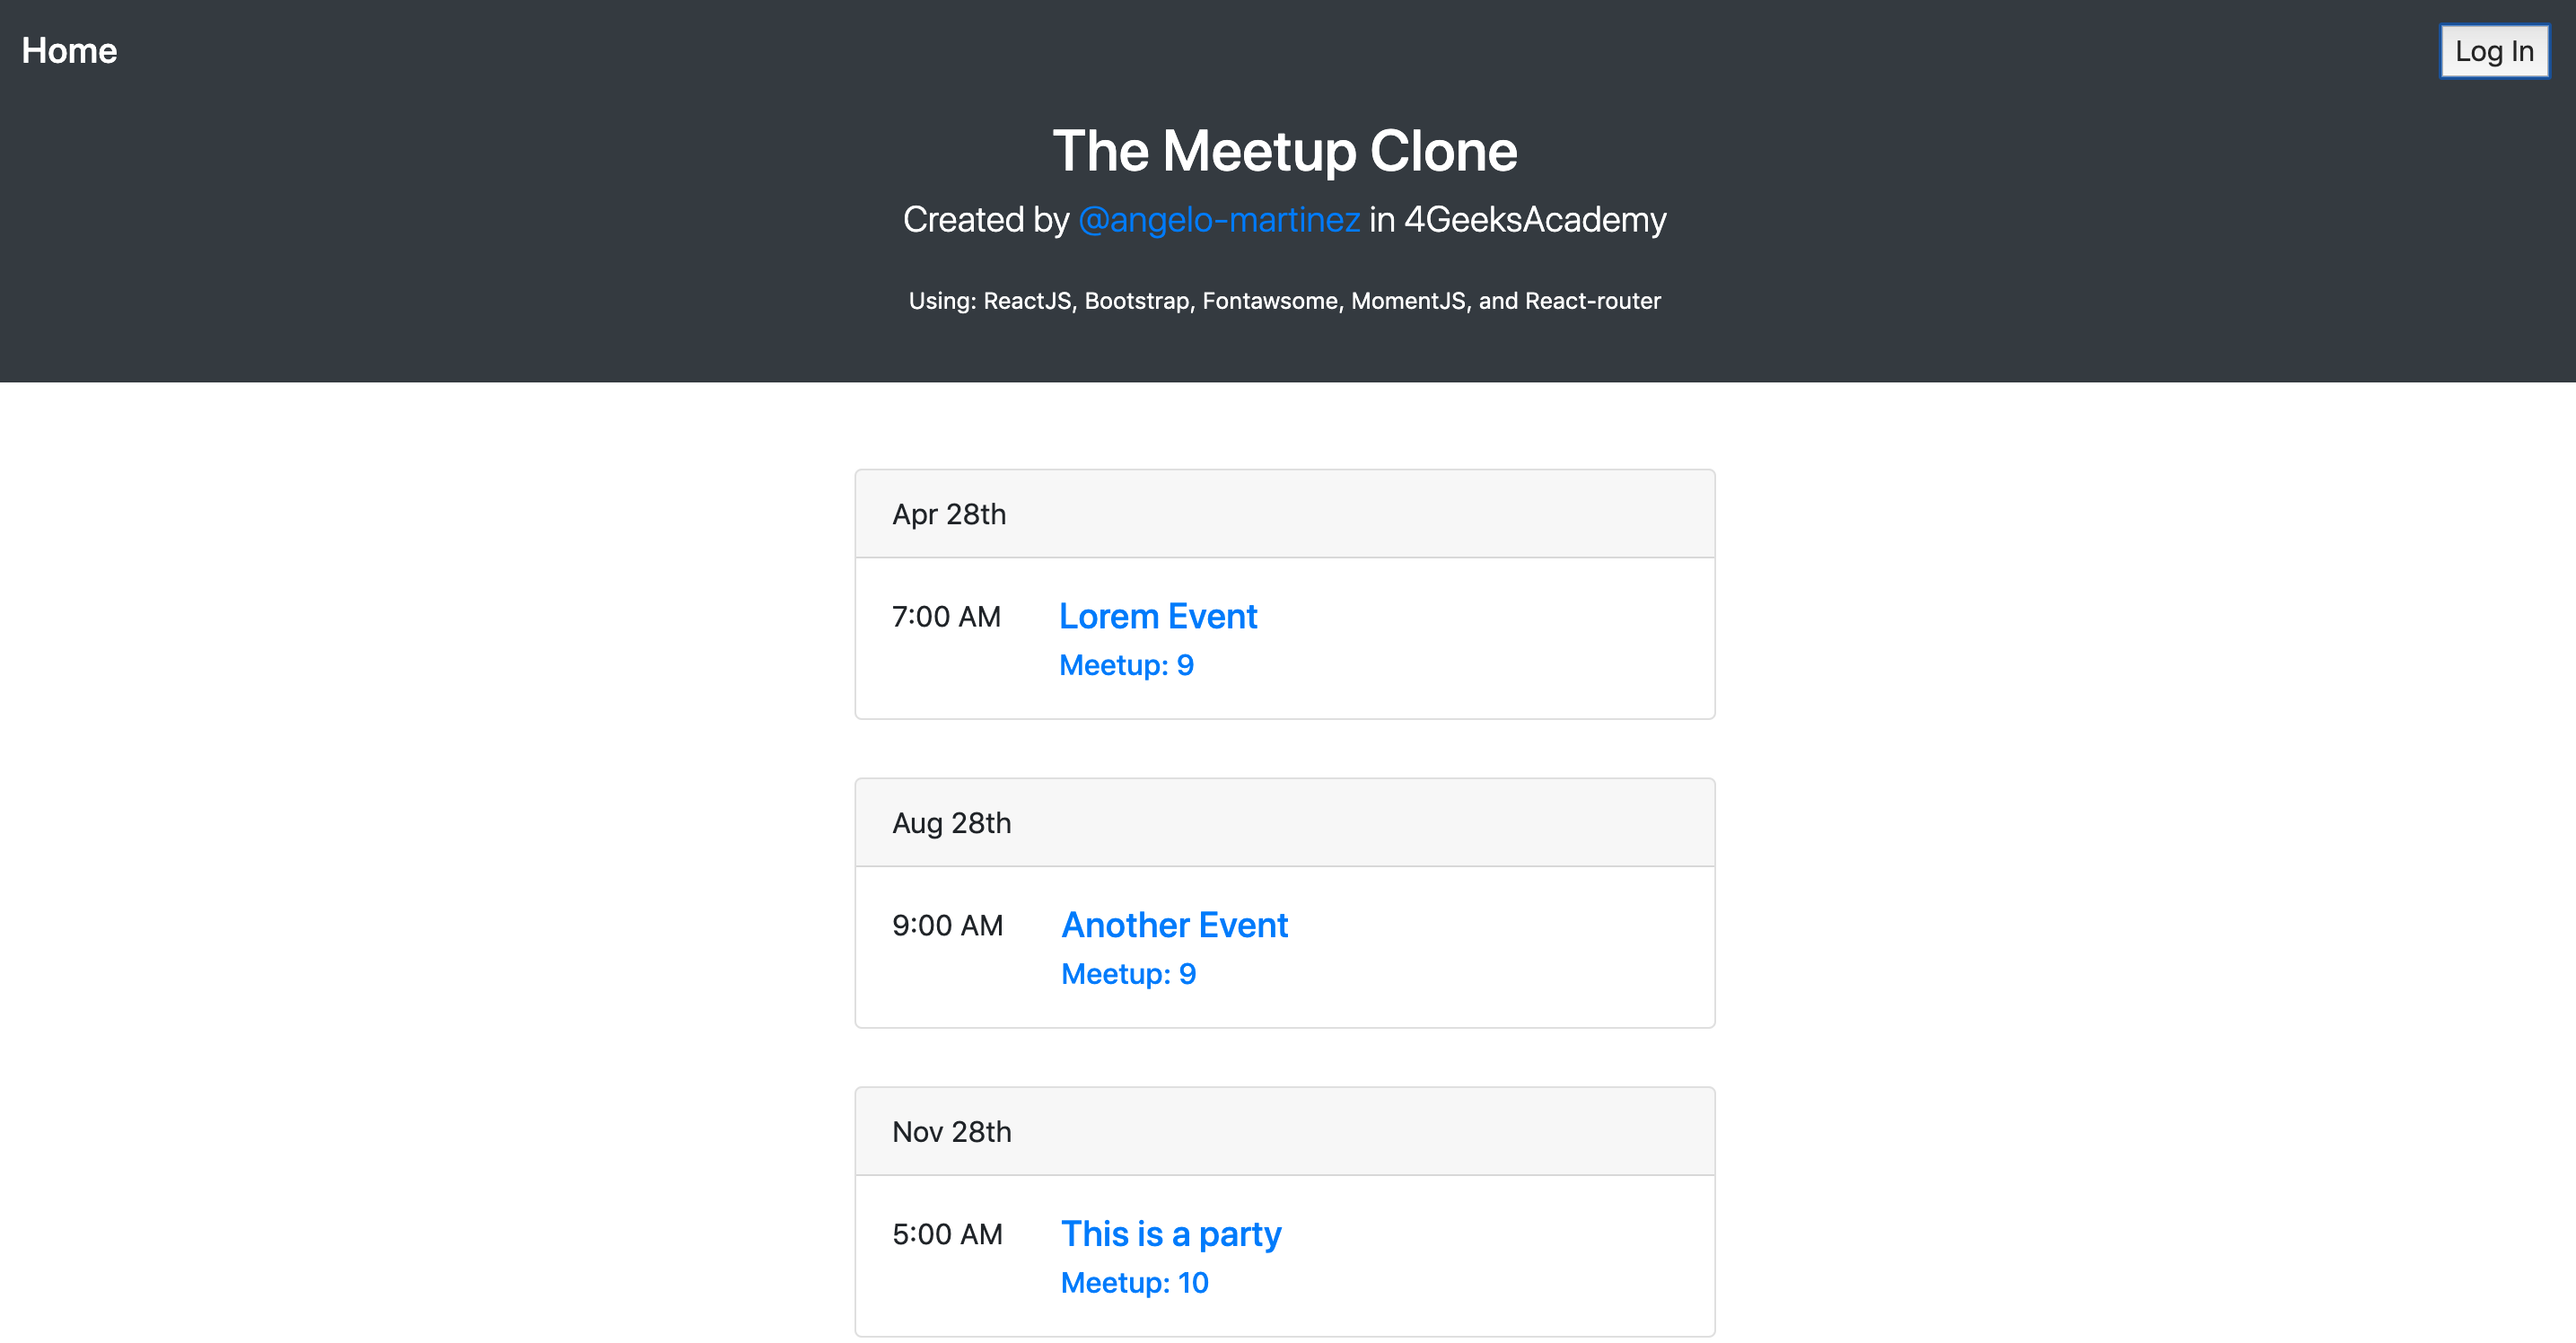 Home
Log In
The Meetup Clone
Created by @angelo-martinez in 4GeeksAcademy
Using: ReactJS, Bootstrap, Fontawsome, MomentJS, and React-router
Apr 28th
7:00 AM Lorem Event
Meetup: 9
Aug 28th
9:00 AM Another Event
Meetup: 9
Nov 28th
5:00 AM This is a party
Meetup: 10